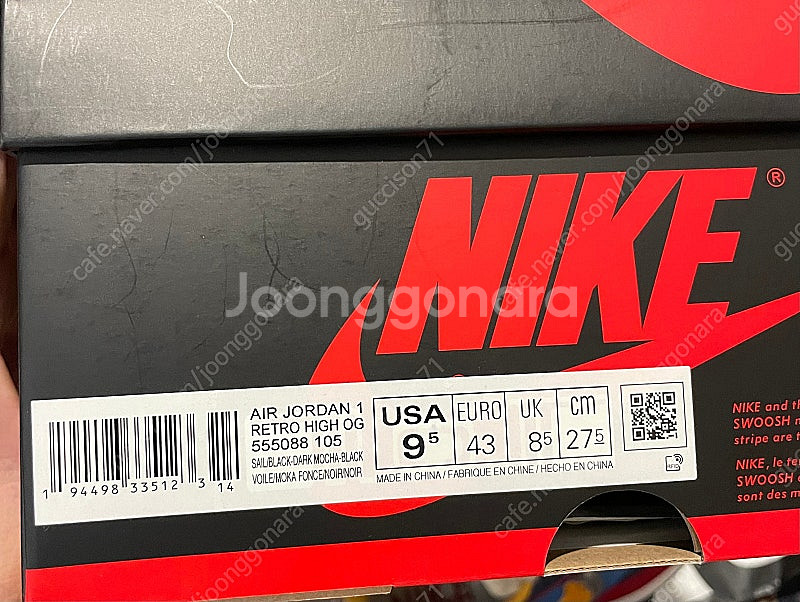 NIKE ®
AIR JORDAN 1
RETRO HIGH OG
555088 105
SAIL/BLACK-DARK MOCHA-BLACK
VOILE/MOKA FONCE/NOIR/NOIR
USA
9⁵
EURO
43
UK
8⁵
cm
27⁵
MADE IN CHINA / FABRIQUE EN CHINE / HECHO EN CHINA
1 94498 33512 3 14
RFID
NIKE and th
SWOOSH
stripe are t
NIKE, le
SWOOSH
sont des m
Joonggonara
cafe.naver.com/joonggonara
guccison71